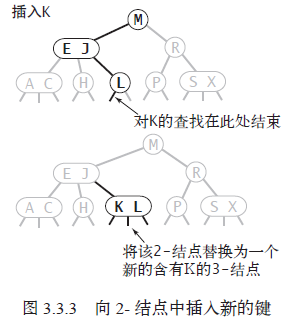 插入K
M
E J
R
A C
H
L
P
S X
对K的查找在此处结束
M
E J
R
A C
H
K L
P
S X
将该2-结点替换为一个
新的含有K的3-结点
图 3.3.3 向 2- 结点中插入新的键